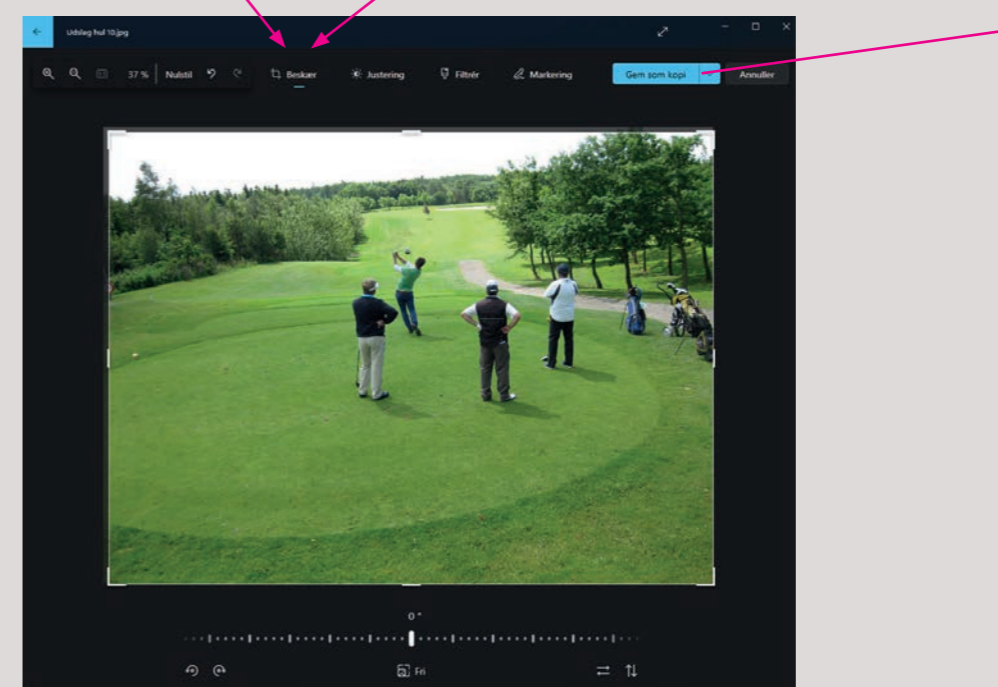 Udslag hul 10.jpg
37 % Nulstil Beskær Justering Filtrér Markering Gem som kopi Annuller
0 °
Fri